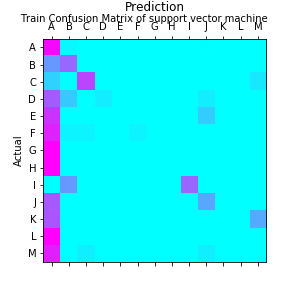 Prediction
Train Confusion Matrix of support vector machine
A B C D E F G H I J K L M
Actual
A
B
C
D
E
F
G
H
I
J
K
L
M